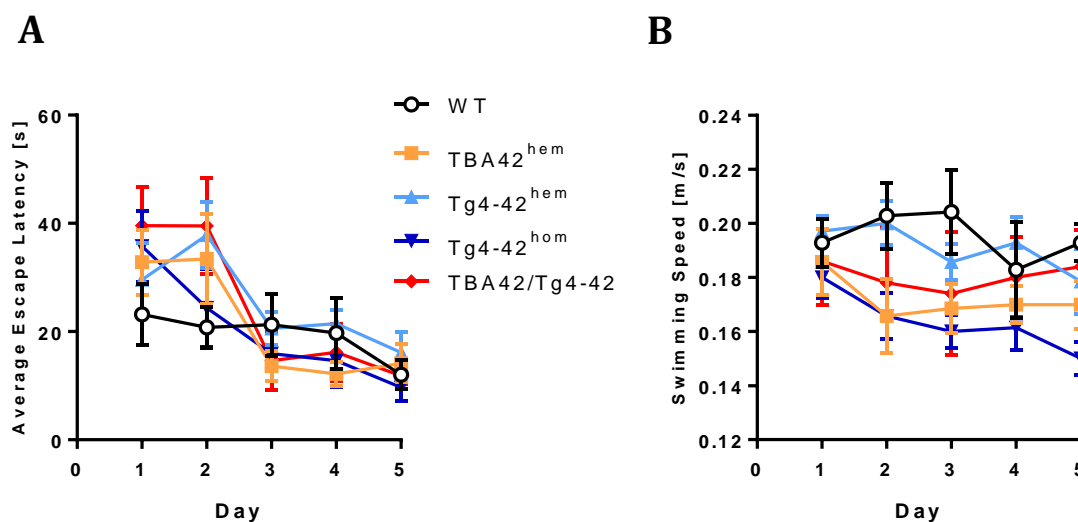 A
B
Average Escape Latency [s]
60
40
20
0
0 1 2 3 4 5
Day
WT
TBA42hem
Tg4-42hem
Tg4-42hom
TBA42/Tg4-42
Swimming Speed [m/s]
0.24
0.22
0.20
0.18
0.16
0.14
0.12
0 1 2 3 4 5
Day